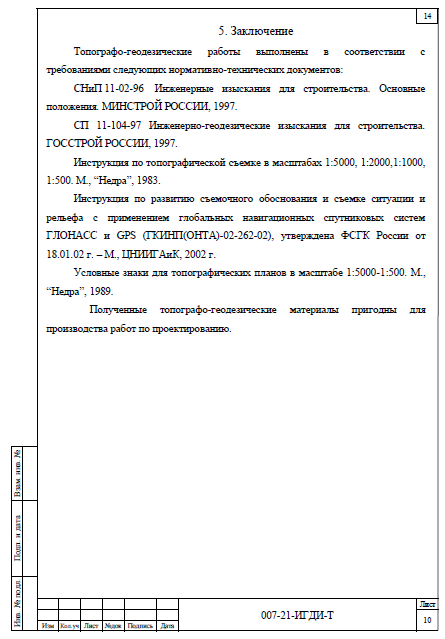 14
5. Заключение
Топографо-геодезические работы выполнены в соответствии с
требованиями следующих нормативно-технических документов:
СНиП 11-02-96 Инженерные изыскания для строительства. Основные
положения. МИНСТРОЙ РОССИИ, 1997.
СП 11-104-97 Инженерно-геодезические изыскания для строительства.
ГОССТРОЙ РОССИИ, 1997.
Инструкция по топографической съемке в масштабах 1:5000, 1:2000,1:1000,
1:500. М., “Недра”, 1983.
Инструкция по развитию съемочного обоснования и съемке ситуации и
рельефа с применением глобальных навигационных спутниковых систем
ГЛОНАСС и GPS (ГКИНП(ОНТА)-02-262-02), утверждена ФСГК России от
18.01.02 г. – М., ЦНИИГАиК, 2002 г.
Условные знаки для топографических планов в масштабе 1:5000-1:500. М.,
“Недра”, 1989.
Полученные топографо-геодезические материалы пригодны для
производства работ по проектированию.
Взам. инв. №
Подп. и дата
Инв. № подл.
Изм Кол.уч Лист №док Подпись Дата
007-21-ИГДИ-Т
Лист
10